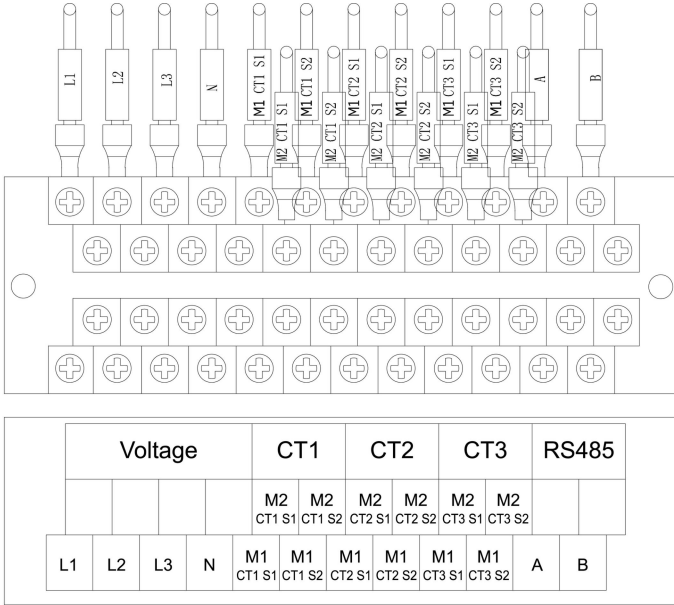 L1
L2
L3
N
M1 CT1 S1
M1 CT1 S2
M1 CT2 S1
M1 CT2 S2
M1 CT3 S1
M1 CT3 S2
A
B
M2 CT1 S1
M2 CT1 S2
M2 CT2 S1
M2 CT2 S2
M2 CT3 S1
M2 CT3 S2
Voltage CT1 CT2 CT3 RS485
M2 M2 M2 M2 M2 M2
CT1 S1 CT1 S2 CT2 S1 CT2 S2 CT3 S1 CT3 S2
L1 L2 L3 N M1 M1 M1 M1 M1 M1 A B
CT1 S1 CT1 S2 CT2 S1 CT2 S2 CT3 S1 CT3 S2